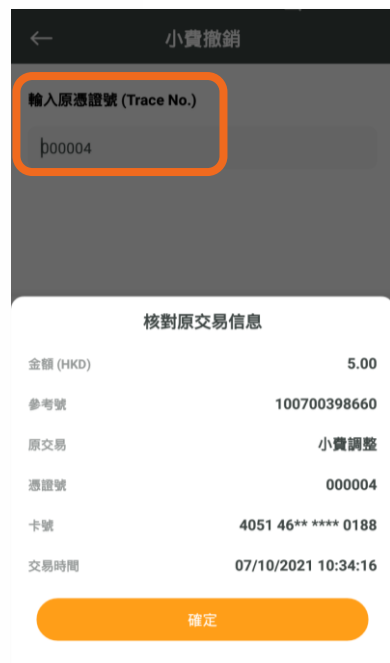 小費撤銷
輸入原憑證號 (Trace No.)
000004
核對原交易信息
金額 (HKD) 5.00
參考號 100700398660
原交易 小費調整
憑證號 000004
卡號 4051 46** **** 0188
交易時間 07/10/2021 10:34:16
確定